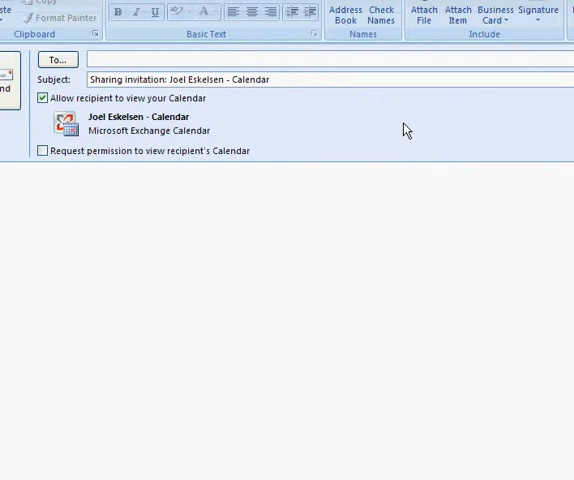 Copy
Format Painter
Clipboard
B I U
A
Basic Text
Address Book
Check Names
Names
Attach File
Attach Item
Business Card
Signature
Include
To...
Subject: Sharing invitation: Joel Eskelsen - Calendar
Allow recipient to view your Calendar
Joel Eskelsen - Calendar
Microsoft Exchange Calendar
Request permission to view recipient's Calendar